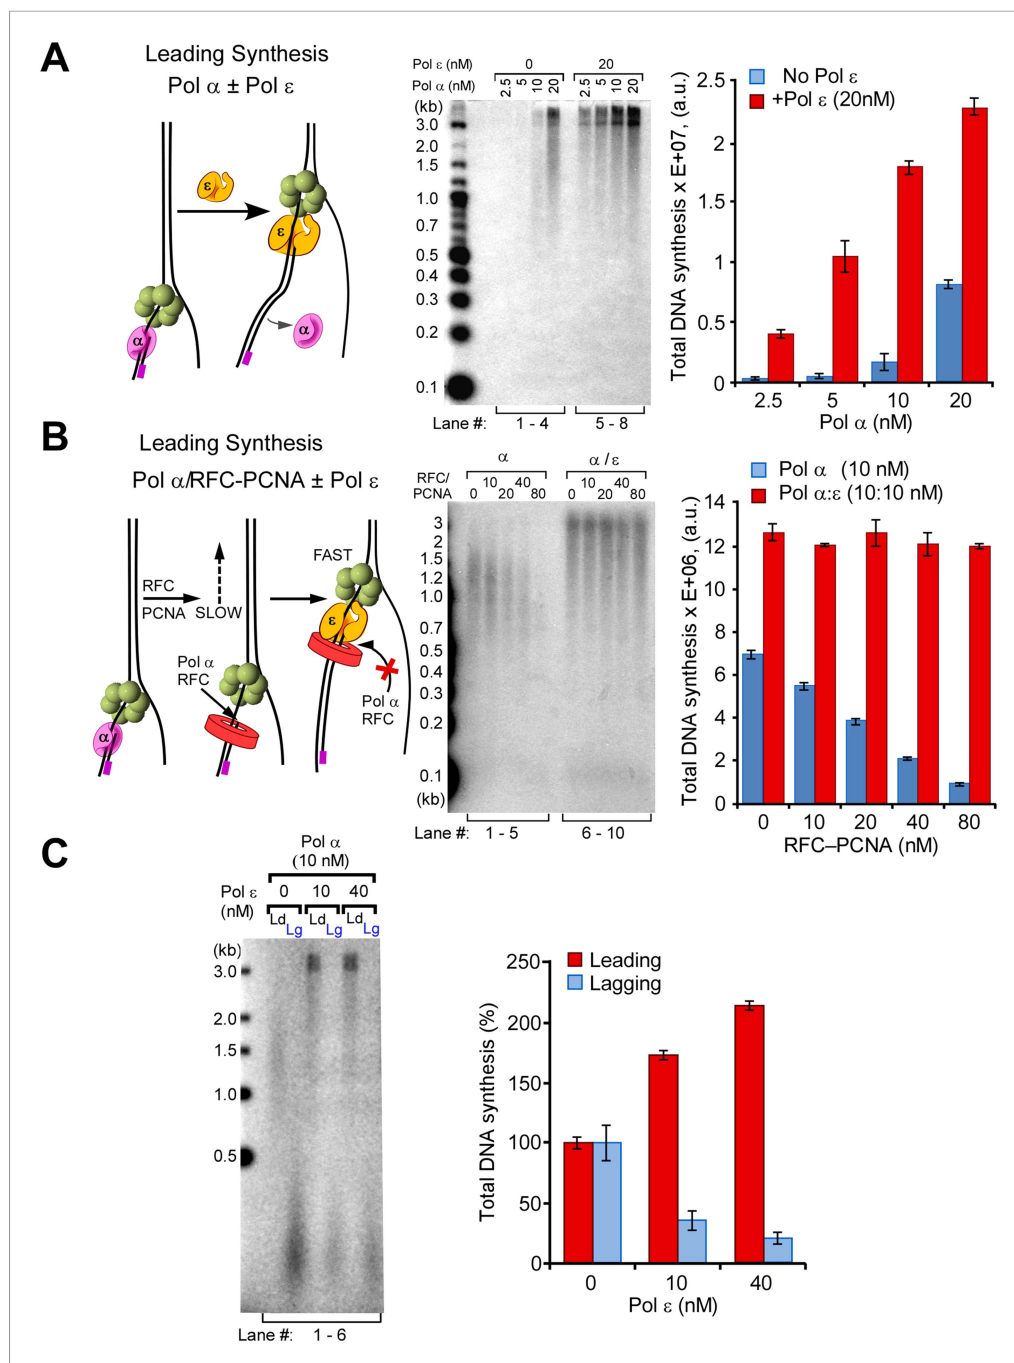 A
Leading Synthesis
Pol α ± Pol ε
ε
ε
α
α
Pol ε (nM) 0 20
Pol α (nM) 2.5 5 10 20 2.5 5 10 20
(kb)
3.0
2.0
1.5
1.0
0.7
0.5
0.4
0.3
0.2
0.1
Lane #: 1 - 4 5 - 8
No Pol ε
+Pol ε (20nM)
Total DNA synthesis x E+07, (a.u.)
2.5
2
1.5
1
0.5
0
2.5 5 10 20
Pol α (nM)
B
Leading Synthesis
Pol α/RFC-PCNA ± Pol ε
RFC
PCNA
SLOW
FAST
Pol α
RFC
ε
α
Pol α
RFC
α α/ε
RFC/
PCNA
0 10 20 40 80 0 10 20 40 80
3
2
1.5
1.2
1.0
0.7
0.5
0.4
0.3
0.2
0.1
(kb)
Lane #: 1 - 5 6 - 10
Pol α (10 nM)
Pol α:ε (10:10 nM)
Total DNA synthesis x E+06, (a.u.)
14
12
10
8
6
4
2
0
0 10 20 40 80
RFC–PCNA (nM)
C
Pol α
(10 nM)
Pol ε
(nM)
0 10 40
Ld Lg Ld Lg Ld Lg
(kb)
3.0
2.0
1.5
1.0
0.5
Lane #: 1 - 6
Leading
Lagging
Total DNA synthesis (%)
250
200
150
100
50
0
0 10 40
Pol ε (nM)